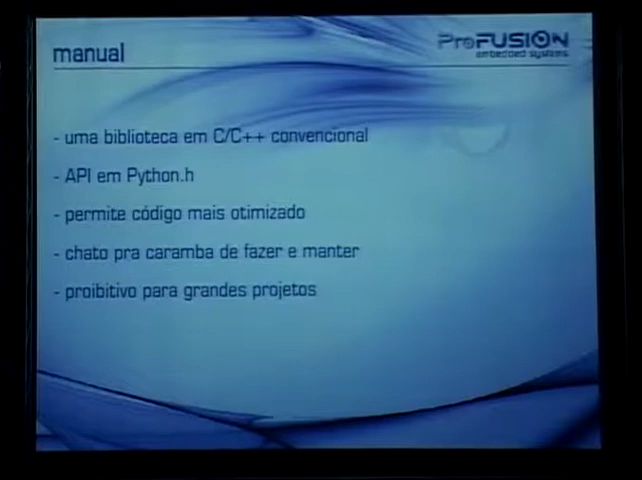 manual
ProFUSION
embedded systems
- uma biblioteca em C/C++ convencional
- API em Python.h
- permite código mais otimizado
- chato pra caramba de fazer e manter
- proibitivo para grandes projetos